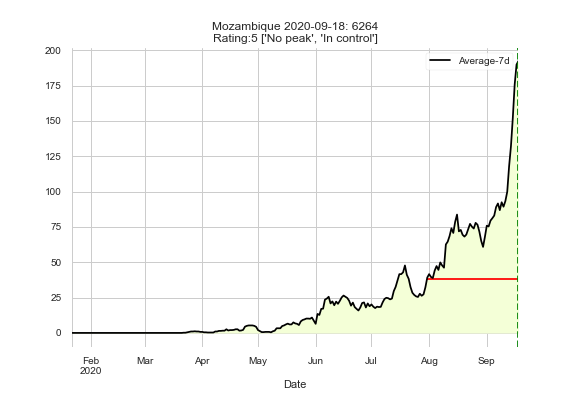 Mozambique 2020-09-18: 6264
Rating:5 ['No peak', 'In control']
Average-7d
200
175
150
125
100
75
50
25
0
Feb Mar Apr May Jun Jul Aug Sep
2020
Date